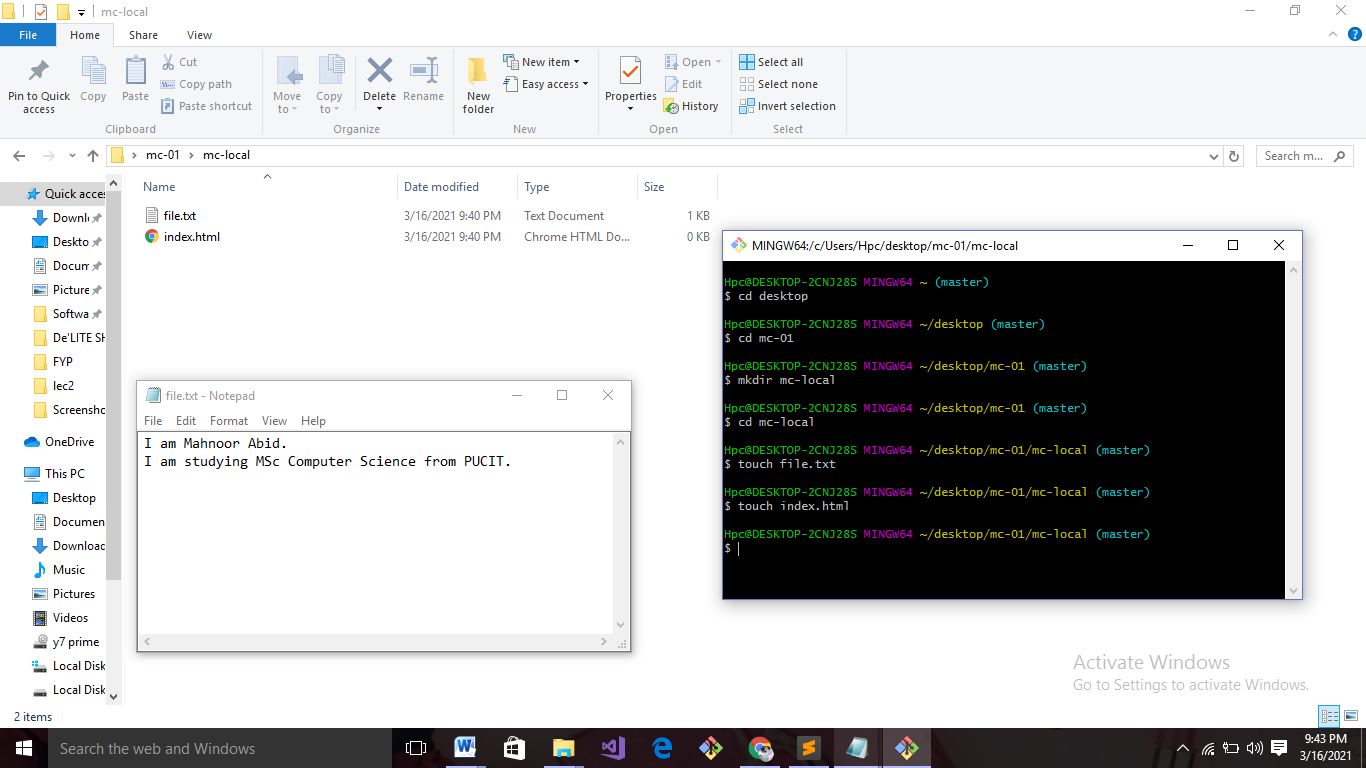 mc-local
File Home Share View
Pin to Quick access
Copy
Paste
Cut
Copy path
Paste shortcut
Clipboard
Move to
Copy to
Delete
Rename
Organize
New folder
New item
Easy access
New
Properties
Open
Edit
History
Open
Select all
Select none
Invert selection
Select
mc-01 > mc-local
Search m...
Name Date modified Type Size
file.txt 3/16/2021 9:40 PM Text Document 1 KB
index.html 3/16/2021 9:40 PM Chrome HTML Do... 0 KB
Quick acces
Downl
Deskto
Docum
Picture
Softwa
De'LITE SH
FYP
lec2
Screensho
OneDrive
This PC
Desktop
Documen
Download
Music
Pictures
Videos
y7 prime
Local Disk
Local Disk
2 items
file.txt - Notepad
File Edit Format View Help
I am Mahnoor Abid.
I am studying MSc Computer Science from PUCIT.
MINGW64:/c/Users/Hpc/desktop/mc-01/mc-local
Hpc@DESKTOP-2CNJ28S MINGW64 ~ (master)
$ cd desktop
Hpc@DESKTOP-2CNJ28S MINGW64 ~/desktop (master)
$ cd mc-01
Hpc@DESKTOP-2CNJ28S MINGW64 ~/desktop/mc-01 (master)
$ mkdir mc-local
Hpc@DESKTOP-2CNJ28S MINGW64 ~/desktop/mc-01 (master)
$ cd mc-local
Hpc@DESKTOP-2CNJ28S MINGW64 ~/desktop/mc-01/mc-local (master)
$ touch file.txt
Hpc@DESKTOP-2CNJ28S MINGW64 ~/desktop/mc-01/mc-local (master)
$ touch index.html
Hpc@DESKTOP-2CNJ28S MINGW64 ~/desktop/mc-01/mc-local (master)
$
Activate Windows
Go to Settings to activate Windows.
Search the web and Windows
9:43 PM
3/16/2021